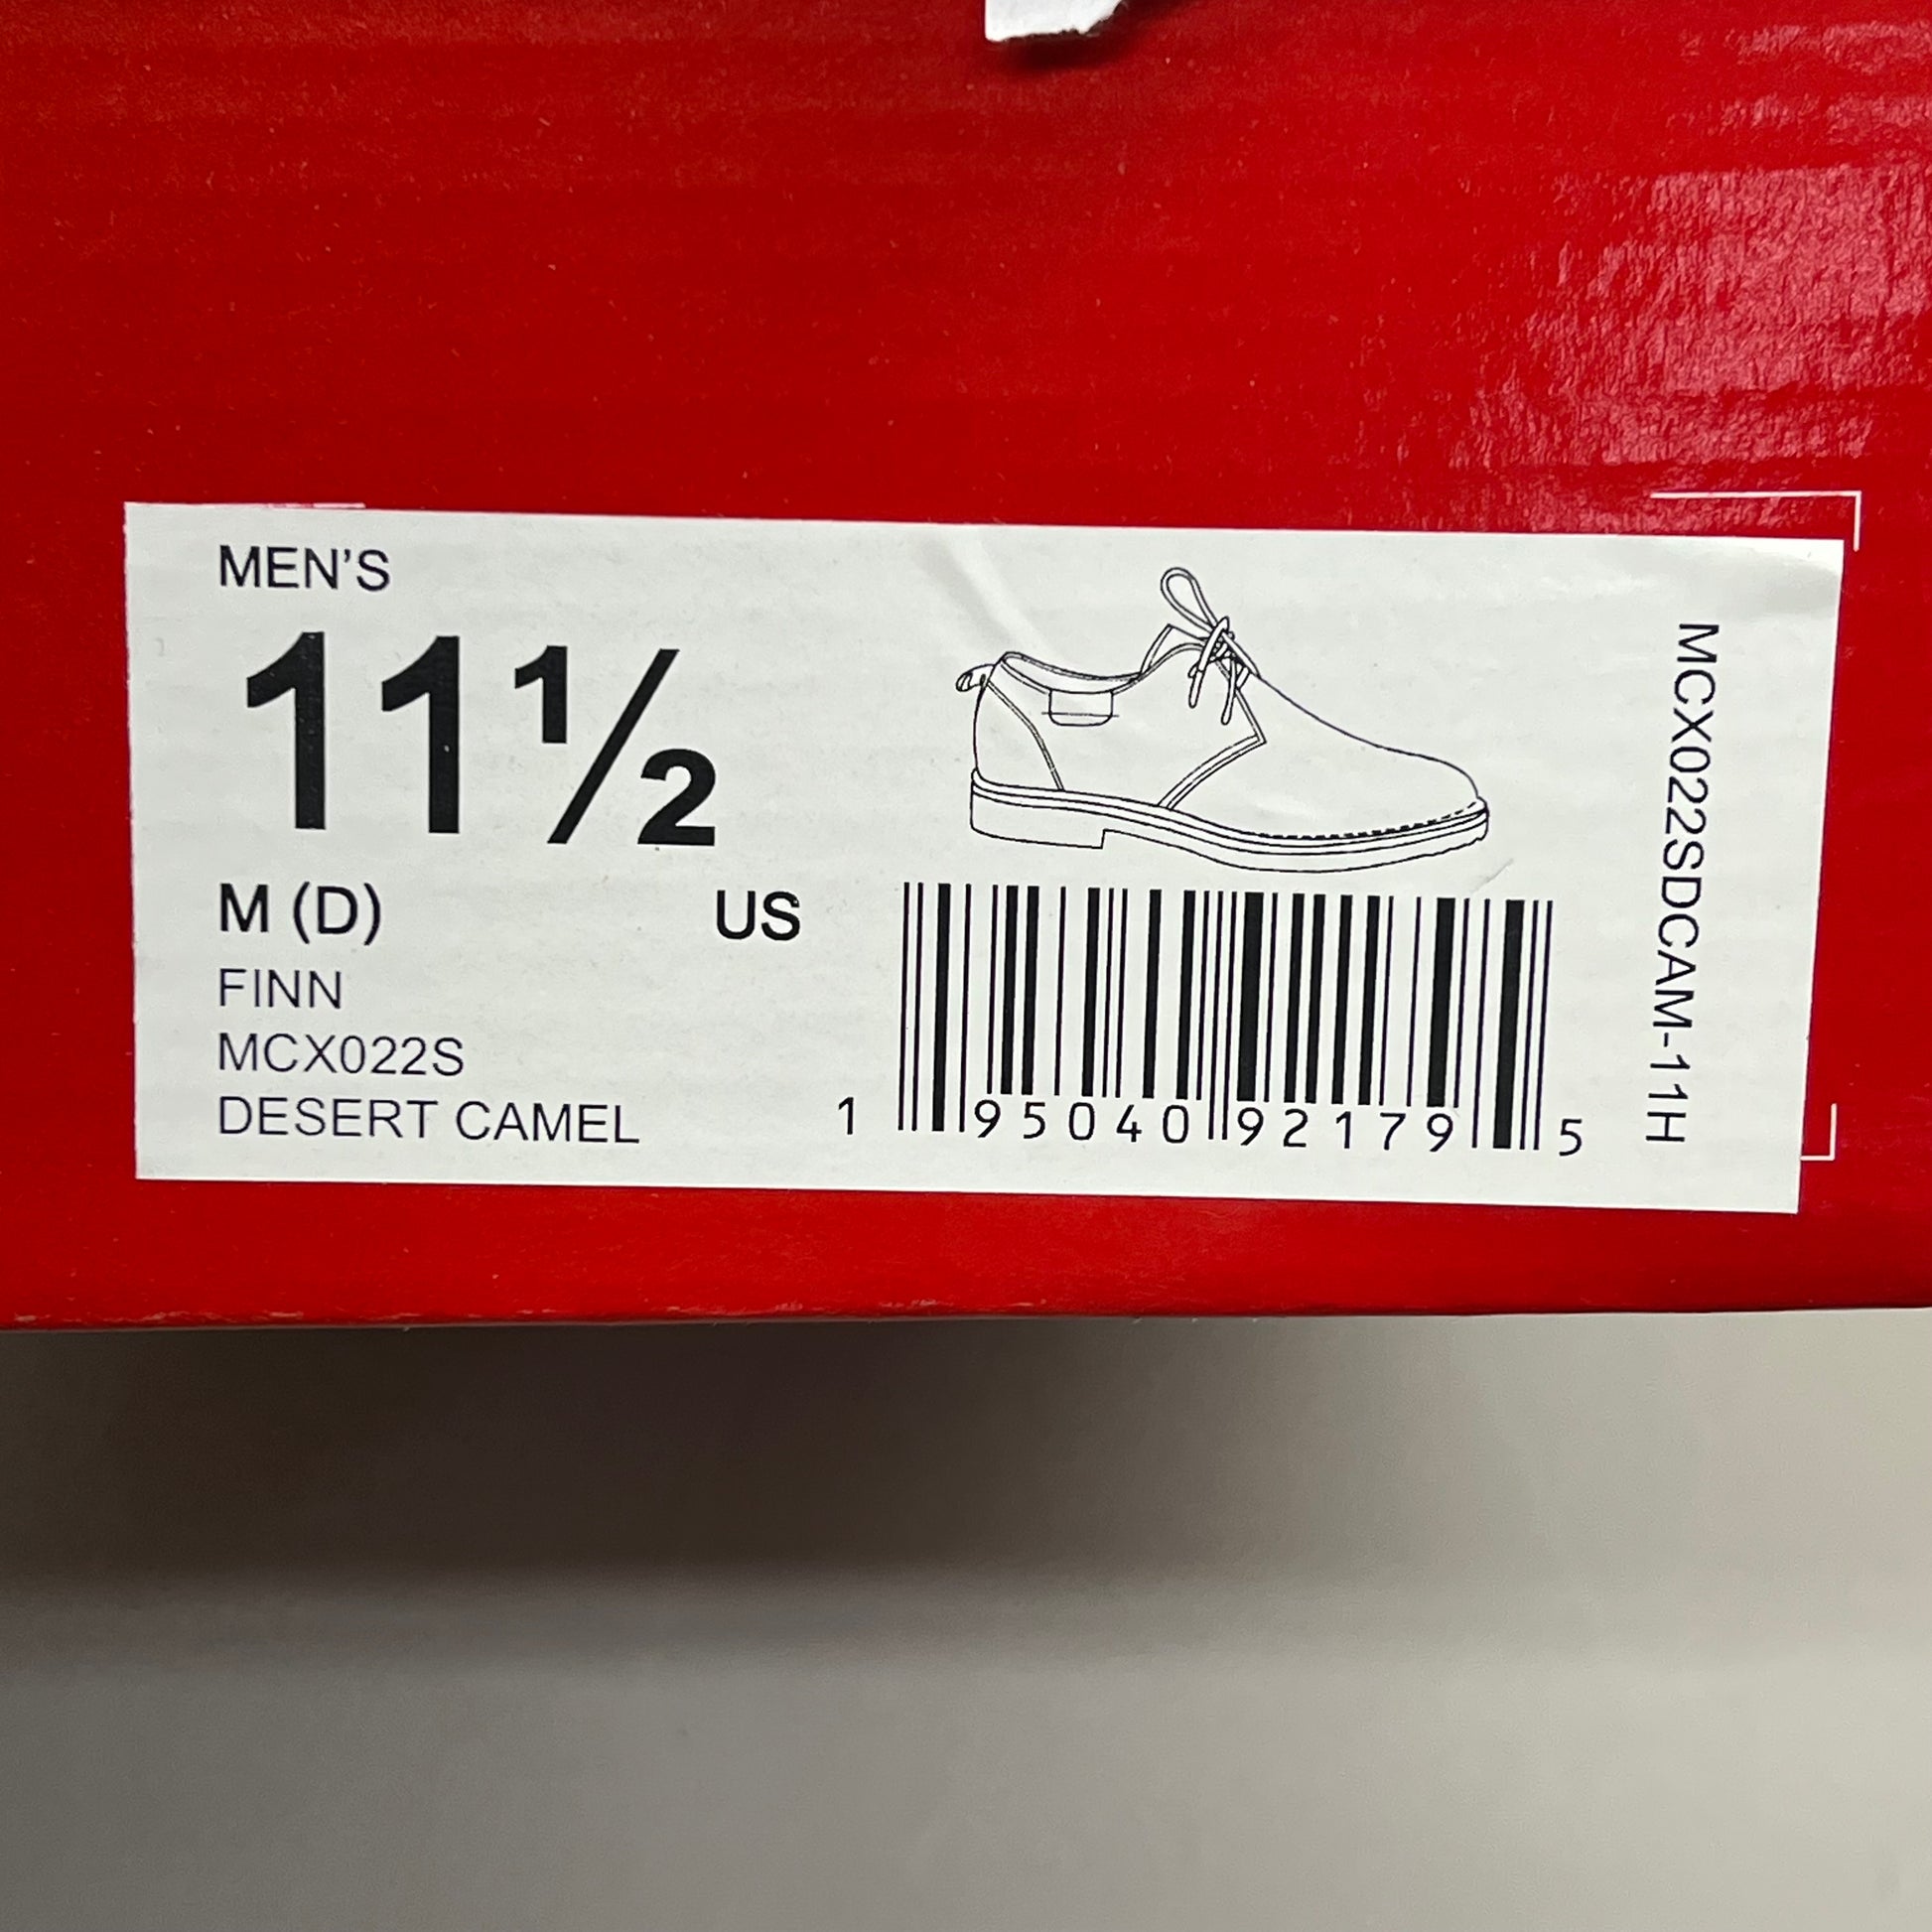 MEN'S
11½
M (D) US
FINN
MCX022S
DESERT CAMEL
1 95040 92179 5
MCX022SDCAM-11H